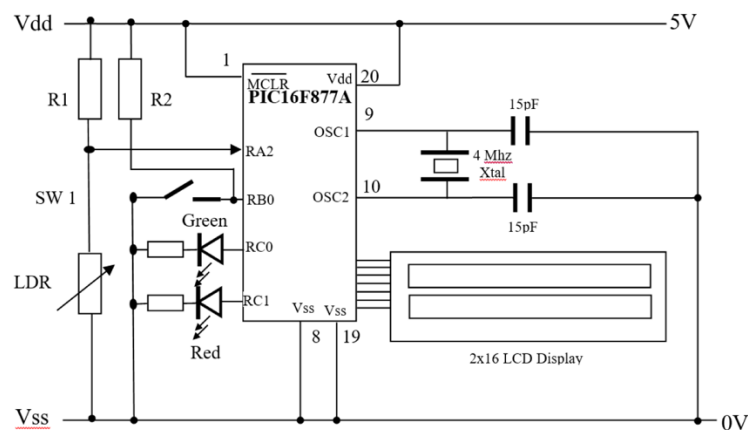 Vdd
5V
1
MCLR
Vdd
20
PIC16F877A
R1
R2
9
15pF
OSC1
RA2
4 Mhz
Xtal
SW 1
RB0
OSC2
10
Green
15pF
RC0
LDR
RC1
Vss
Vss
Red
8
19
2x16 LCD Display
Vss
0V